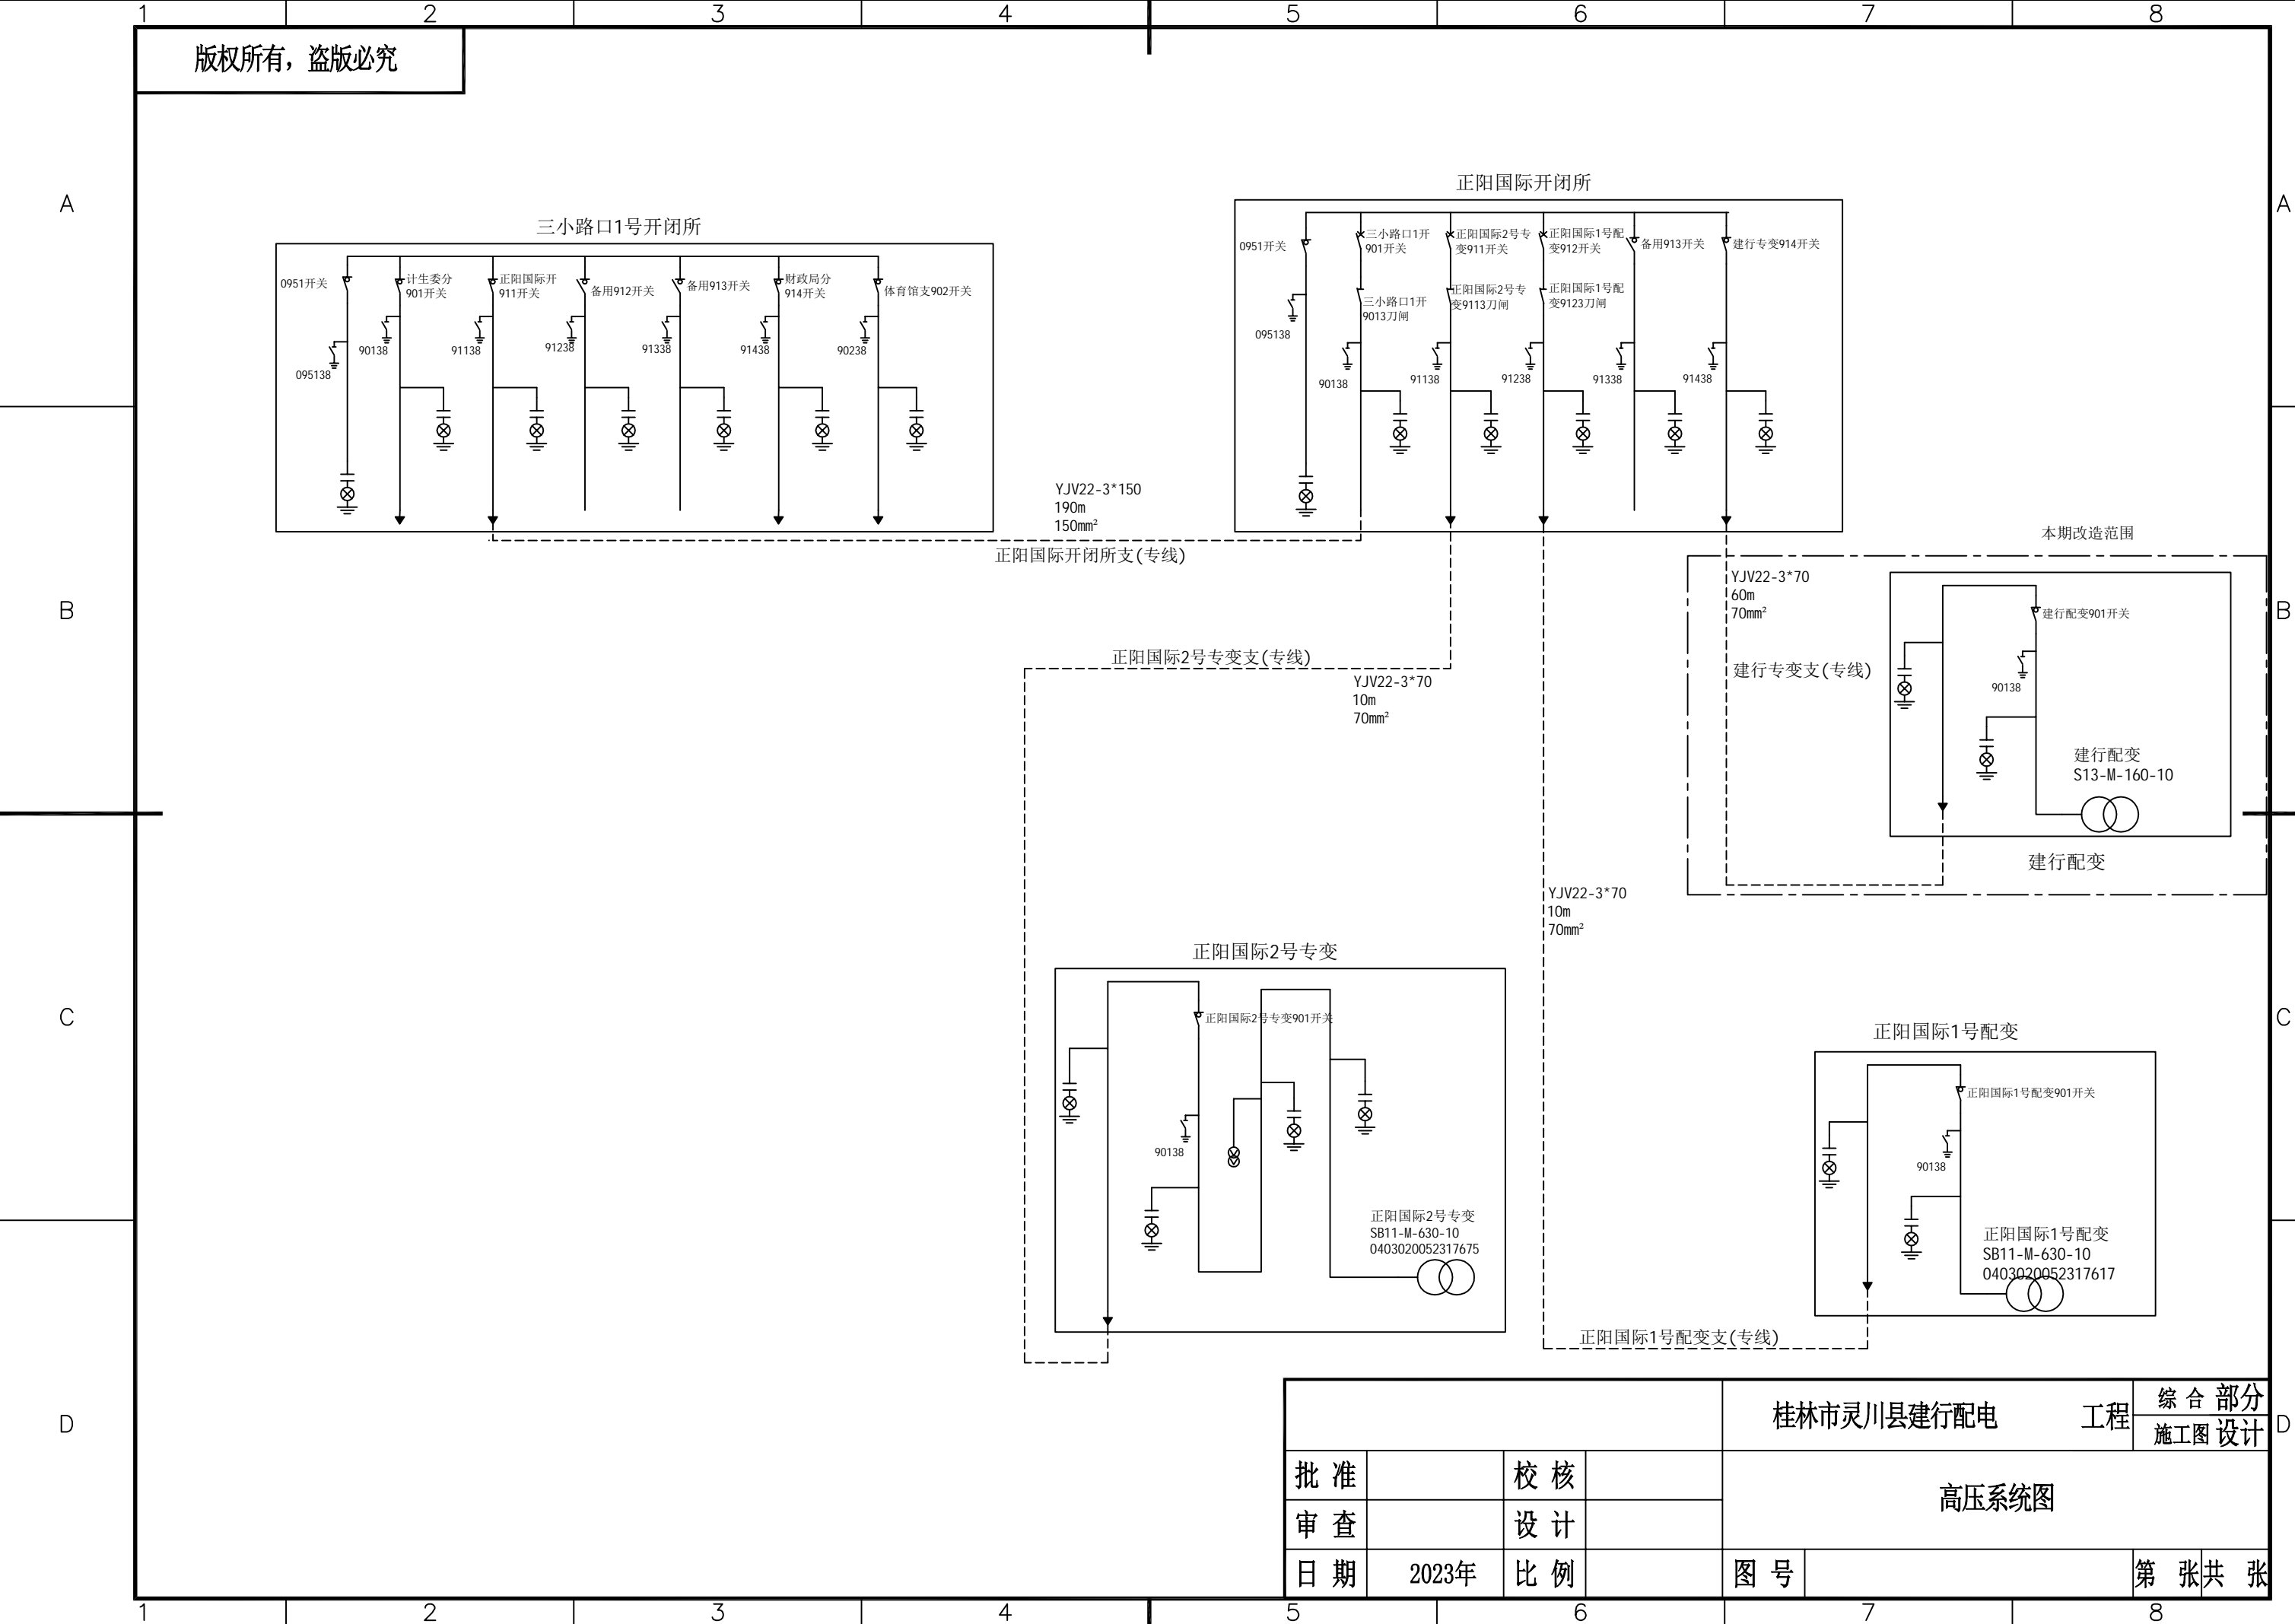 1 2 3 4 5 6 7 8
版权所有，盗版必究
A
A
正阳国际开闭所
三小路口1号开闭所
0951开关
计生委分
901开关
正阳国际开
911开关
备用912开关
备用913开关
财政局分
914开关
体育馆支902开关
095138
90138
91138
91238
91338
91438
90238
0951开关
三小路口1开
901开关
正阳国际2号专
变911开关
正阳国际1号配
变912开关
备用913开关
建行专变914开关
三小路口1开
9013刀闸
正阳国际2号专
变9113刀闸
正阳国际1号配
变9123刀闸
095138
90138
91138
91238
91338
91438
YJV22-3*150
190m
150mm²
正阳国际开闭所支(专线)
本期改造范围
B
B
YJV22-3*70
60m
70mm²
建行专变支(专线)
建行配变901开关
90138
建行配变
S13-M-160-10
建行配变
正阳国际2号专变支(专线)
YJV22-3*70
10m
70mm²
YJV22-3*70
10m
70mm²
C
C
正阳国际2号专变
正阳国际2号专变901开关
90138
正阳国际2号专变
SB11-M-630-10
0403020052317675
正阳国际1号配变
正阳国际1号配变901开关
90138
正阳国际1号配变
SB11-M-630-10
0403020052317617
正阳国际1号配变支(专线)
D
D
桂林市灵川县建行配电 工程
综 合 部分
施工图 设计
批 准
校 核
高压系统图
审 查
设 计
日 期 2023年
比 例
图 号
第 张共 张
1 2 3 4 5 6 7 8